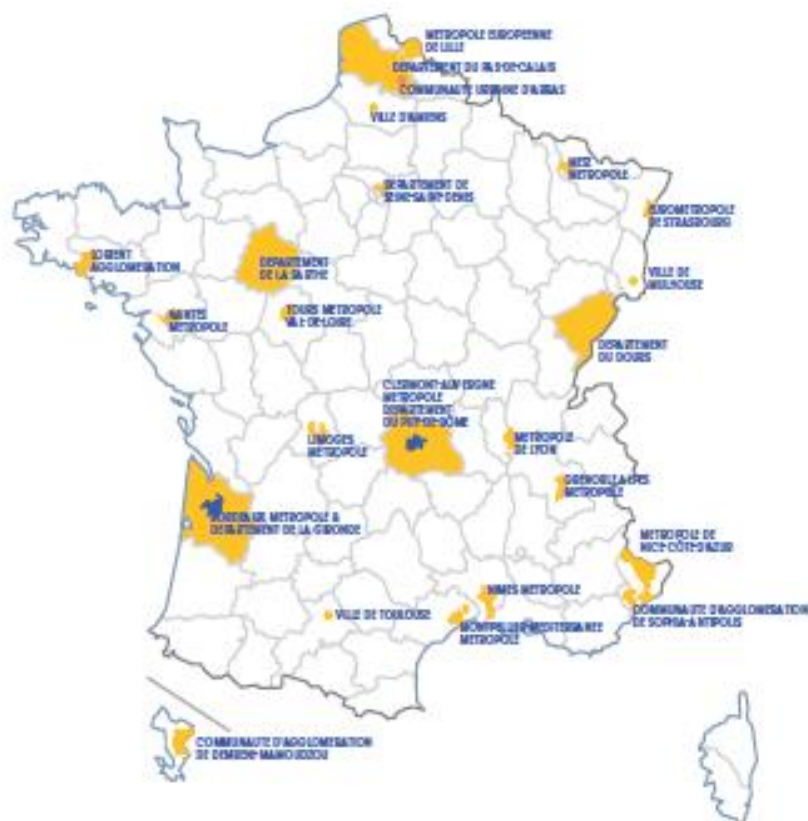 METROPOLE EUROPEENNE
DE LILLE
DEPARTEMENT DU PAS-DE-CALAIS
COMMUNAUTE URBAINE D'ARRAS
VILLE D'AMIENS
METZ
METROPOLE
DEPARTEMENT DE
SEINE-SAINT-DENIS
EUROMETROPOLE
DE STRASBOURG
LORIENT
AGGLOMERATION
DEPARTEMENT
DE LA SARTHE
VILLE DE
MULHOUSE
NANTES
METROPOLE
TOURS METROPOLE
VAL-DE-LOIRE
DEPARTEMENT
DU DOUBS
CLERMONT-AUVERGNE
METROPOLE
DEPARTEMENT
DU PUY-DE-DÔME
LIMOGES
METROPOLE
METROPOLE
DE LYON
GRENOBLE-ALPES
METROPOLE
BORDEAUX METROPOLE &
DEPARTEMENT DE LA GIRONDE
METROPOLE DE
NICE-CÔTE-D'AZUR
NIMES METROPOLE
VILLE DE TOULOUSE
MONTPELLIER-MEDITERRANEE
METROPOLE
COMMUNAUTE D'AGGLOMERATION
DE SOPHIA-ANTIPOLIS
COMMUNAUTE D'AGGLOMERATION
DE DEMBENI-MAMOUDZOU